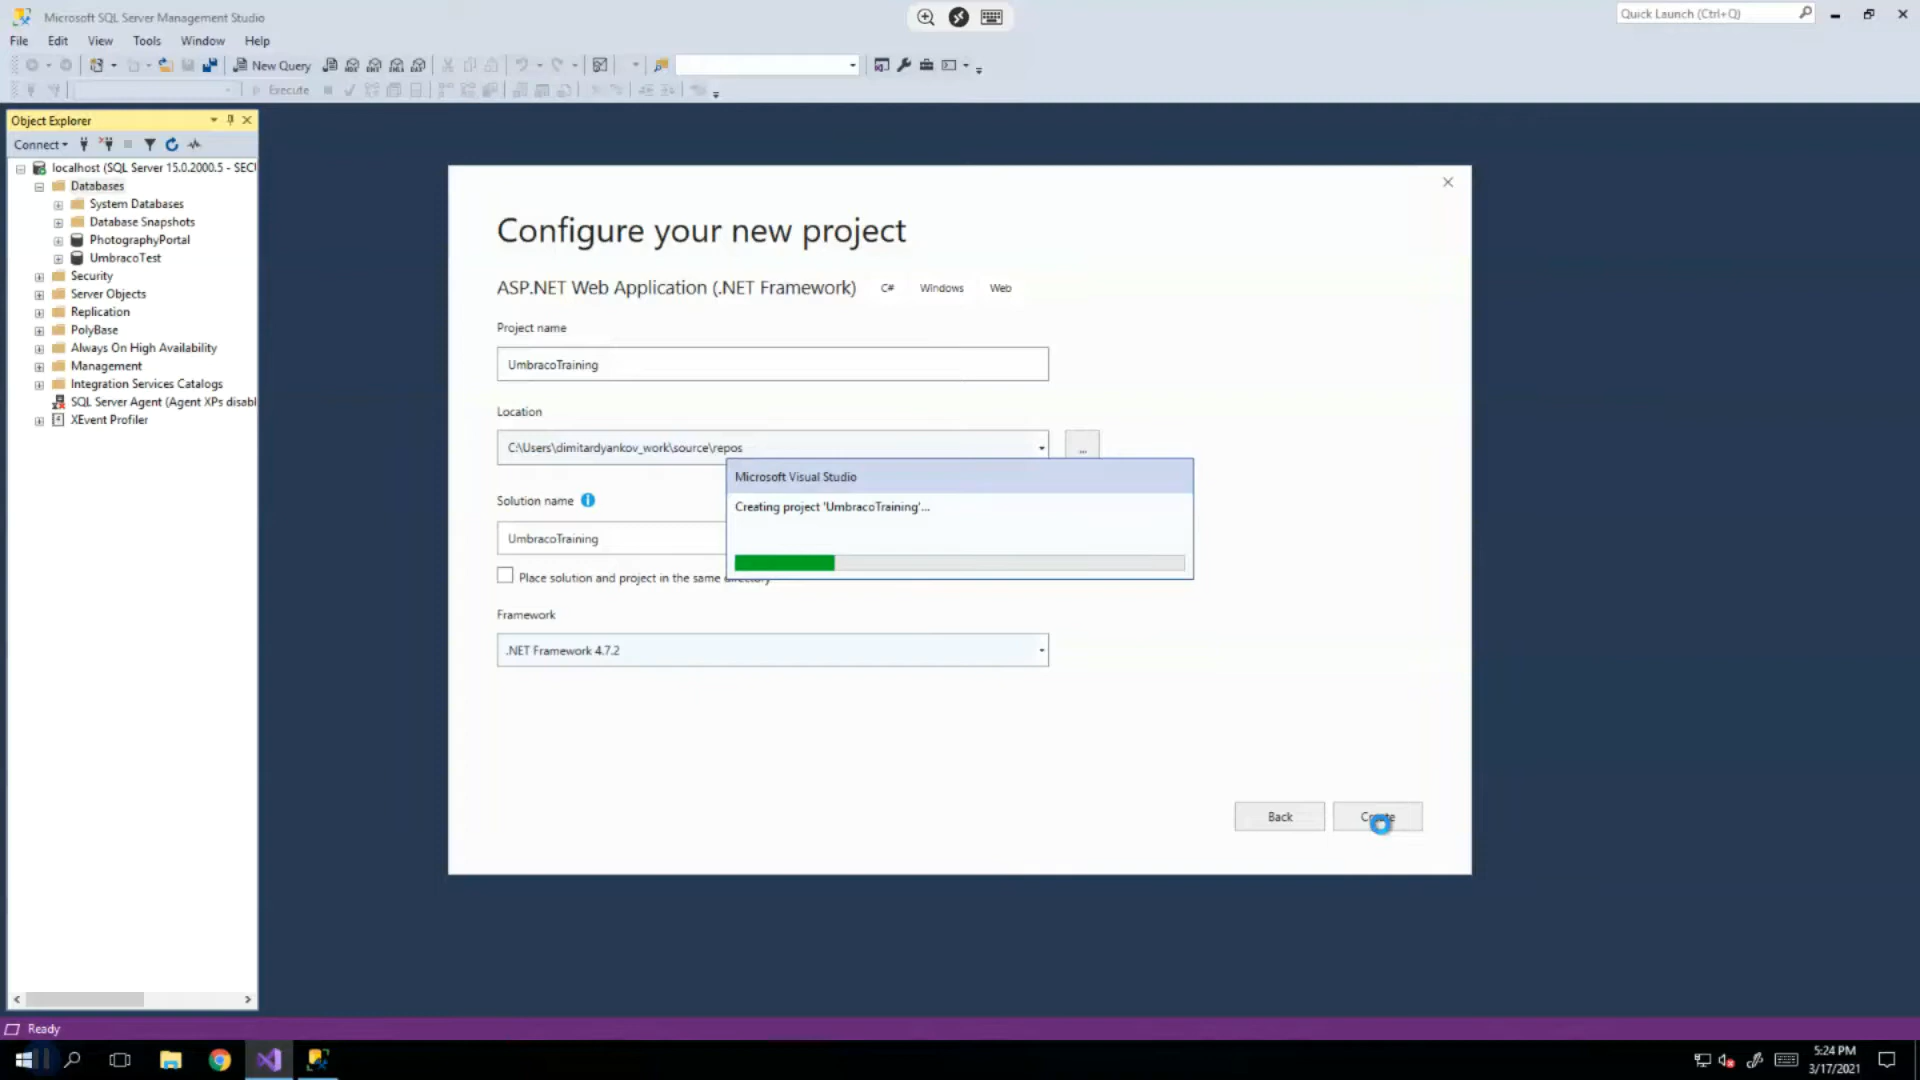 Microsoft SQL Server Management Studio
Quick Launch (Ctrl+Q)
File Edit View Tools Window Help
New Query
Execute
Object Explorer
Connect
localhost (SQL Server 15.0.2000.5 - SECU
Databases
System Databases
Database Snapshots
PhotographyPortal
UmbracoTest
Security
Server Objects
Replication
PolyBase
Always On High Availability
Management
Integration Services Catalogs
SQL Server Agent (Agent XPs disabl
XEvent Profiler
Configure your new project
ASP.NET Web Application (.NET Framework) C# Windows Web
Project name
UmbracoTraining
Location
C:\Users\dimitardyankov_work\source\repos
...
Microsoft Visual Studio
Creating project 'UmbracoTraining'...
Solution name
UmbracoTraining
Place solution and project in the same directory
Framework
.NET Framework 4.7.2
Back Create
Ready
5:24 PM
3/17/2021